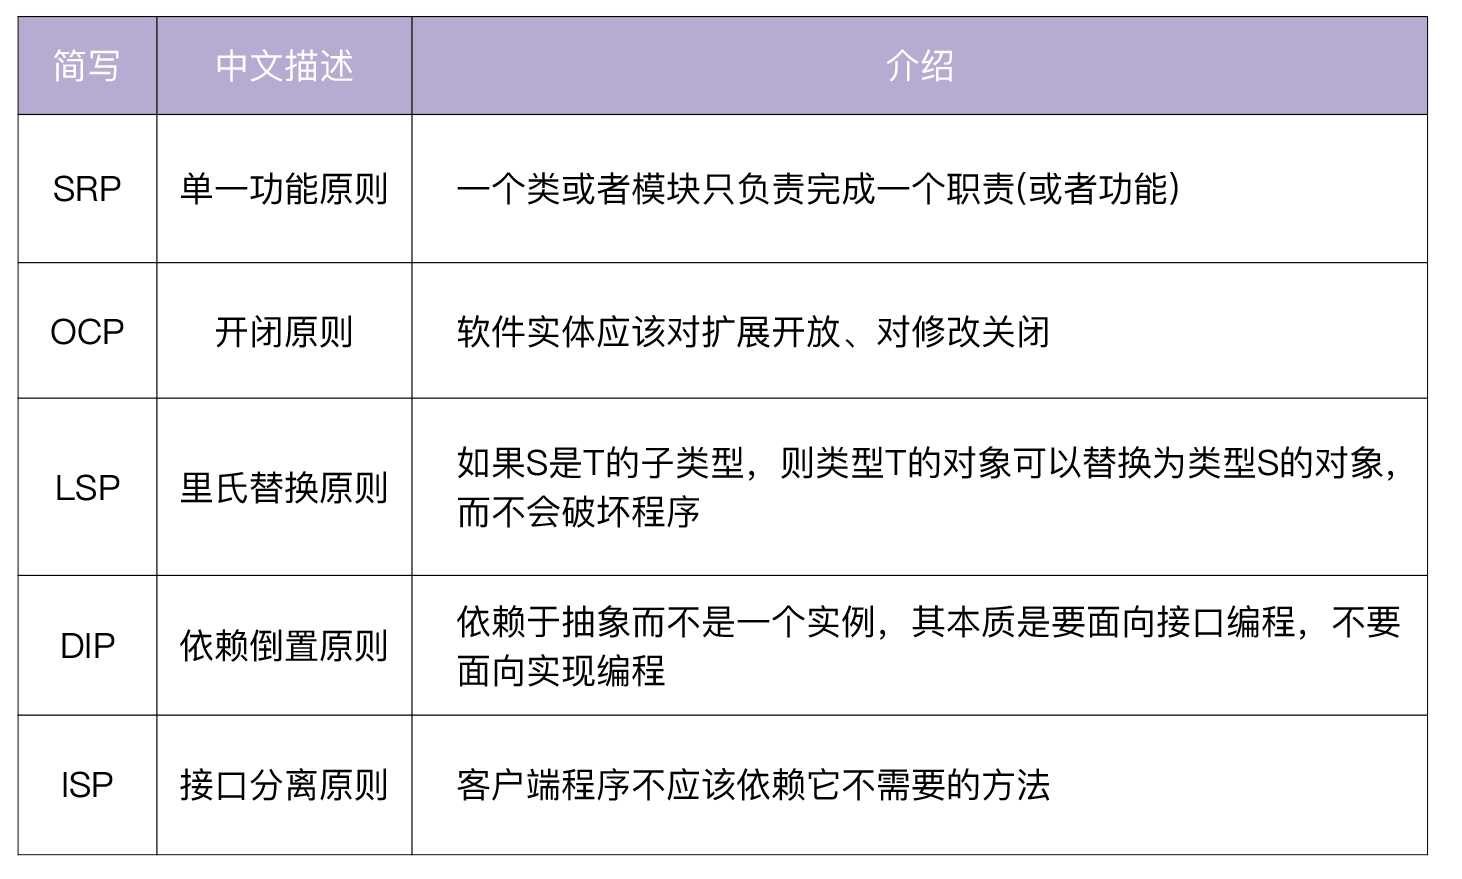 简写 中文描述 介绍
SRP 单一功能原则 一个类或者模块只负责完成一个职责(或者功能)
OCP 开闭原则 软件实体应该对扩展开放、对修改关闭
LSP 里氏替换原则 如果S是T的子类型，则类型T的对象可以替换为类型S的对象，
而不会破坏程序
DIP 依赖倒置原则 依赖于抽象而不是一个实例，其本质是要面向接口编程，不要
面向实现编程
ISP 接口分离原则 客户端程序不应该依赖它不需要的方法